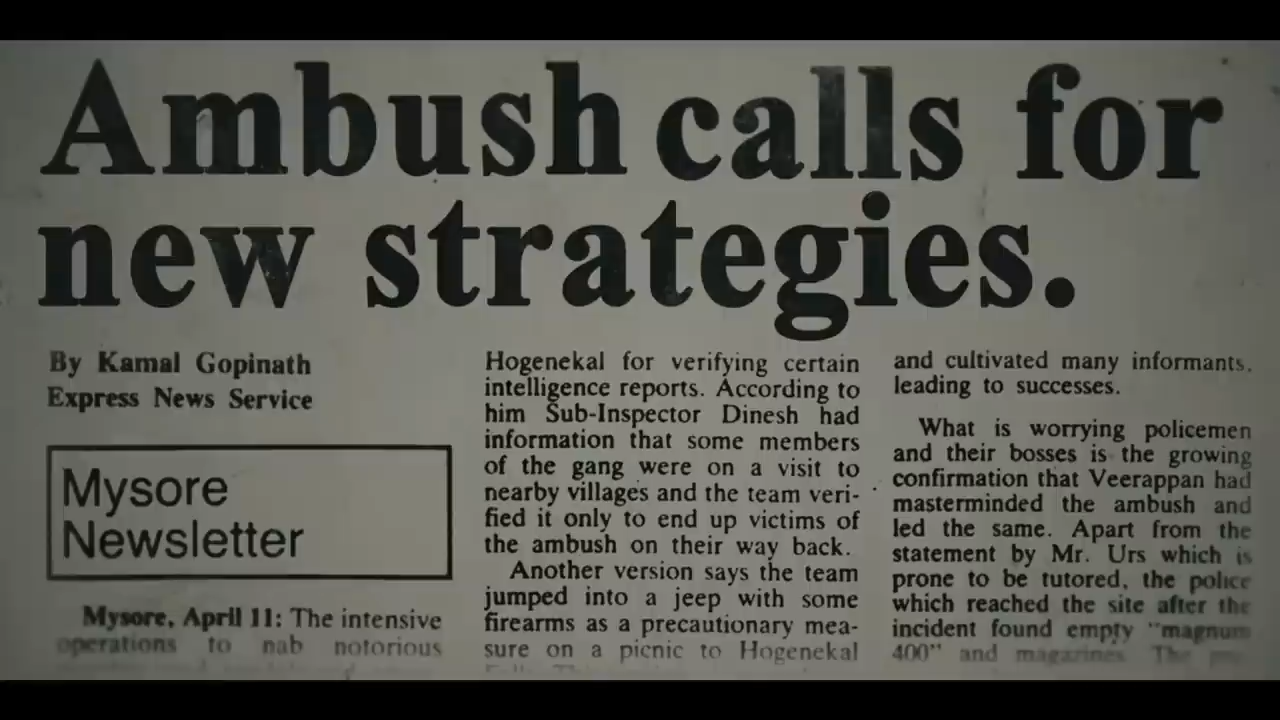 Ambush calls for
new strategies.
By Kamal Gopinath
Express News Service
Mysore
Newsletter
Mysore, April 11: The intensive
operations to nab notorious
Hogenekal for verifying certain
intelligence reports. According to
him Sub-Inspector Dinesh had
information that some members
of the gang were on a visit to
nearby villages and the team veri-
fied it only to end up victims of
the ambush on their way back.
Another version says the team
jumped into a jeep with some
firearms as a precautionary mea-
sure on a picnic to Hogenekal
and cultivated many informants,
leading to successes.
What is worrying policemen
and their bosses is the growing
confirmation that Veerappan had
masterminded the ambush and
led the same. Apart from the
statement by Mr. Urs which is
prone to be tutored, the police
which reached the site after the
incident found empty "magnum
400" and magazines. The